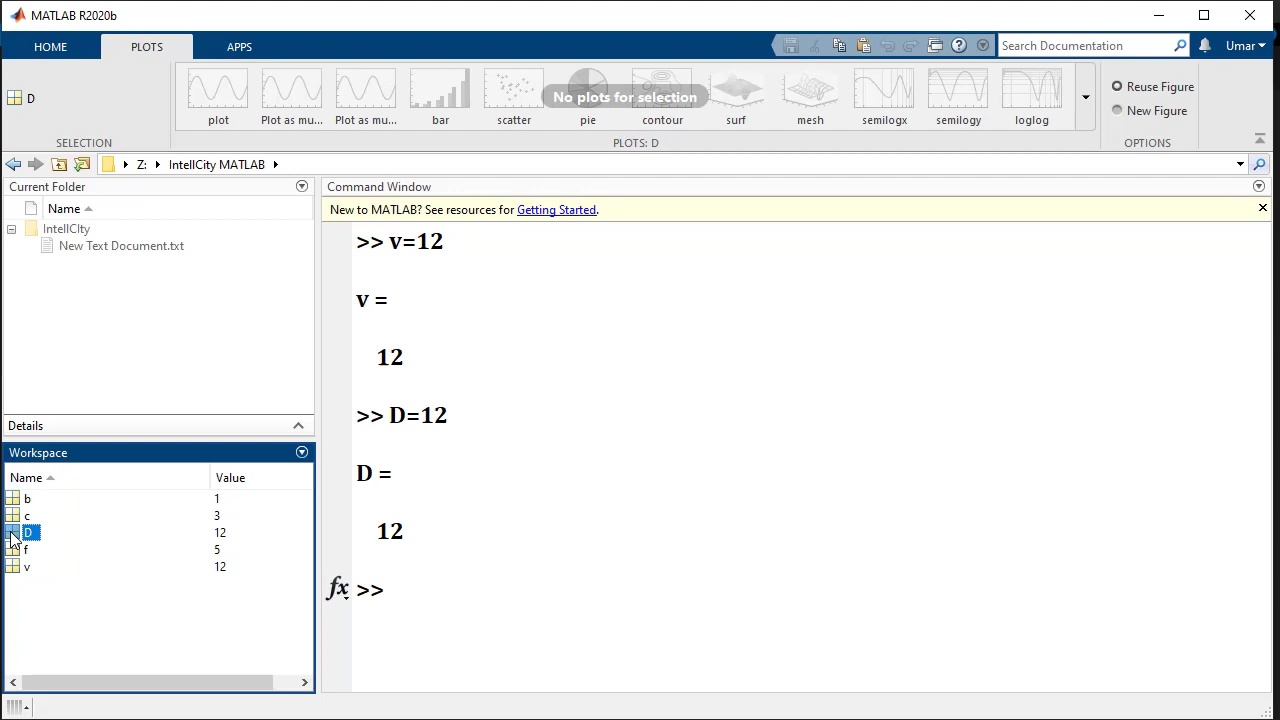 MATLAB R2020b
HOME PLOTS APPS Search Documentation Umar
D
No plots for selection
plot Plot as mu... Plot as mu... bar scatter pie contour surf mesh semilogx semilogy loglog
Reuse Figure
New Figure
SELECTION PLOTS: D OPTIONS
Z: IntellCity MATLAB
Current Folder
Name
IntellCIty
New Text Document.txt
Details
Workspace
Name Value
b 1
c 3
D 12
f 5
v 12
Command Window
New to MATLAB? See resources for Getting Started.
>> v=12
v =
12
>> D=12
D =
12
fx >>